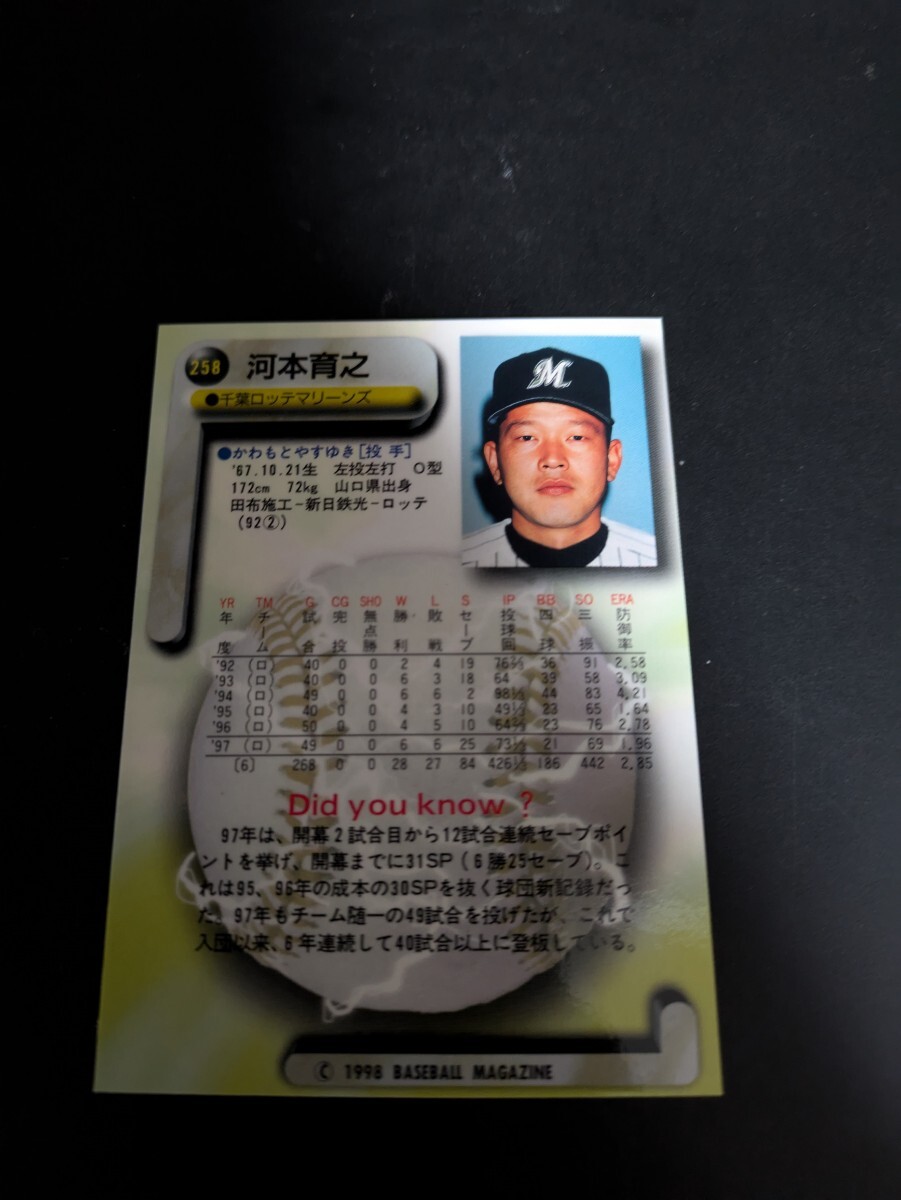 258 河本育之
●千葉ロッテマリーンズ
M
●かわもとやすゆき[投 手]
'67.10.21生 左投左打 O型
172cm 72kg 山口県出身
田布施工-新日鉄光-ロッテ
(92②)
YR TM G CG SHO W L S IP BB SO ERA
年度 チーム 試合 完投 無点勝 勝利 敗戦 セーブ 投球回 四球 三振 防御率
'92 (ロ) 40 0 0 2 4 19 76⅔ 36 91 2.58
'93 (ロ) 40 0 0 6 3 18 64 39 58 3.09
'94 (ロ) 49 0 0 6 6 2 98⅓ 44 83 4.21
'95 (ロ) 40 0 0 4 3 10 49⅓ 23 65 1.64
'96 (ロ) 50 0 0 4 5 10 64⅔ 23 76 2.78
'97 (ロ) 49 0 0 6 6 25 73⅓ 21 69 1.96
(6) 268 0 0 28 27 84 426⅓ 186 442 2.85
Did you know ?
97年は、開幕2試合目から12試合連続セーブポイ
ントを挙げ、閉幕までに31SP(6勝25セーブ)。こ
れは95、96年の成本の30SPを抜く球団新記録だっ
た。97年もチーム随一の49試合を投げたが、これで
入団以来、6年連続して40試合以上に登板している。
© 1998 BASEBALL MAGAZINE